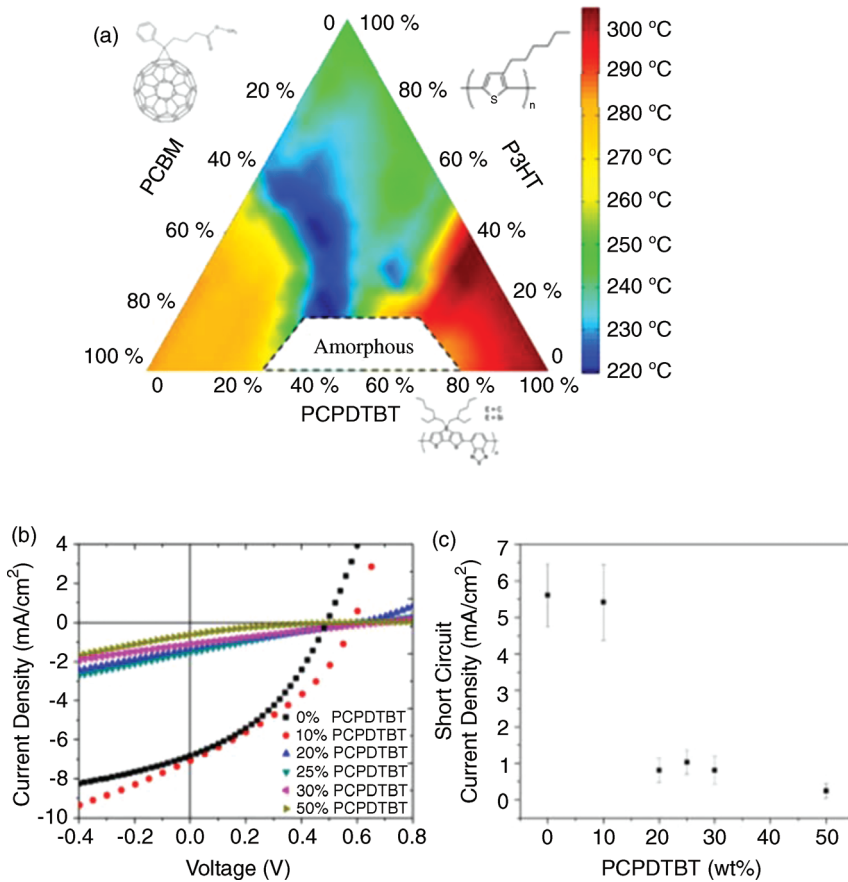 (a)
0 100 %
300 °C
290 °C
280 °C
270 °C
260 °C
250 °C
240 °C
230 °C
220 °C
20 % 80 %
PCBM
P3HT
40 % 60 %
60 % 40 %
80 % 20 %
100 % 0
S
n
Amorphous
0 20 % 40 % 60 % 80 % 100 %
PCPDTBT
E = C
E = Si
(b)
Current Density (mA/cm²)
4
2
0
-2
-4
-6
-8
-10
0% PCPDTBT
10% PCPDTBT
20% PCPDTBT
25% PCPDTBT
30% PCPDTBT
50% PCPDTBT
-0.4 -0.2 0.0 0.2 0.4 0.6 0.8
Voltage (V)
(c)
Short Circuit
Current Density (mA/cm²)
7
6
5
4
3
2
1
0
0 10 20 30 40 50
PCPDTBT (wt%)